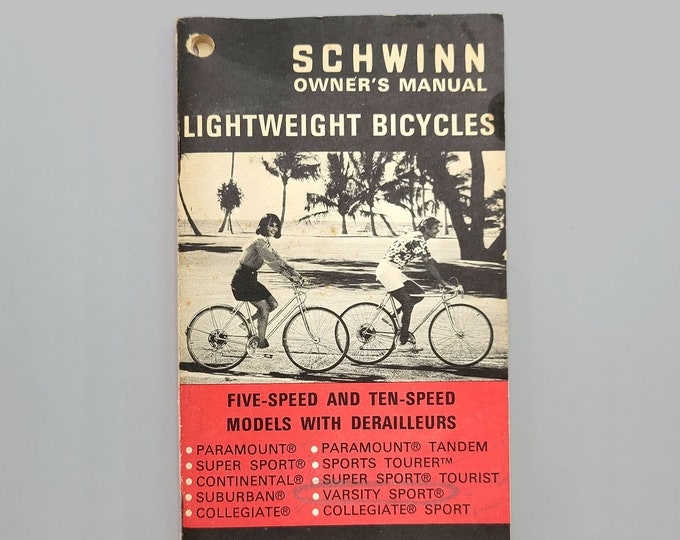 SCHWINN
OWNER'S MANUAL
LIGHTWEIGHT BICYCLES
FIVE-SPEED AND TEN-SPEED
MODELS WITH DERAILLEURS
• PARAMOUNT® • PARAMOUNT® TANDEM
• SUPER SPORT® • SPORTS TOURER™
• CONTINENTAL® • SUPER SPORT® TOURIST
• SUBURBAN® • VARSITY SPORT®
• COLLEGIATE® • COLLEGIATE® SPORT